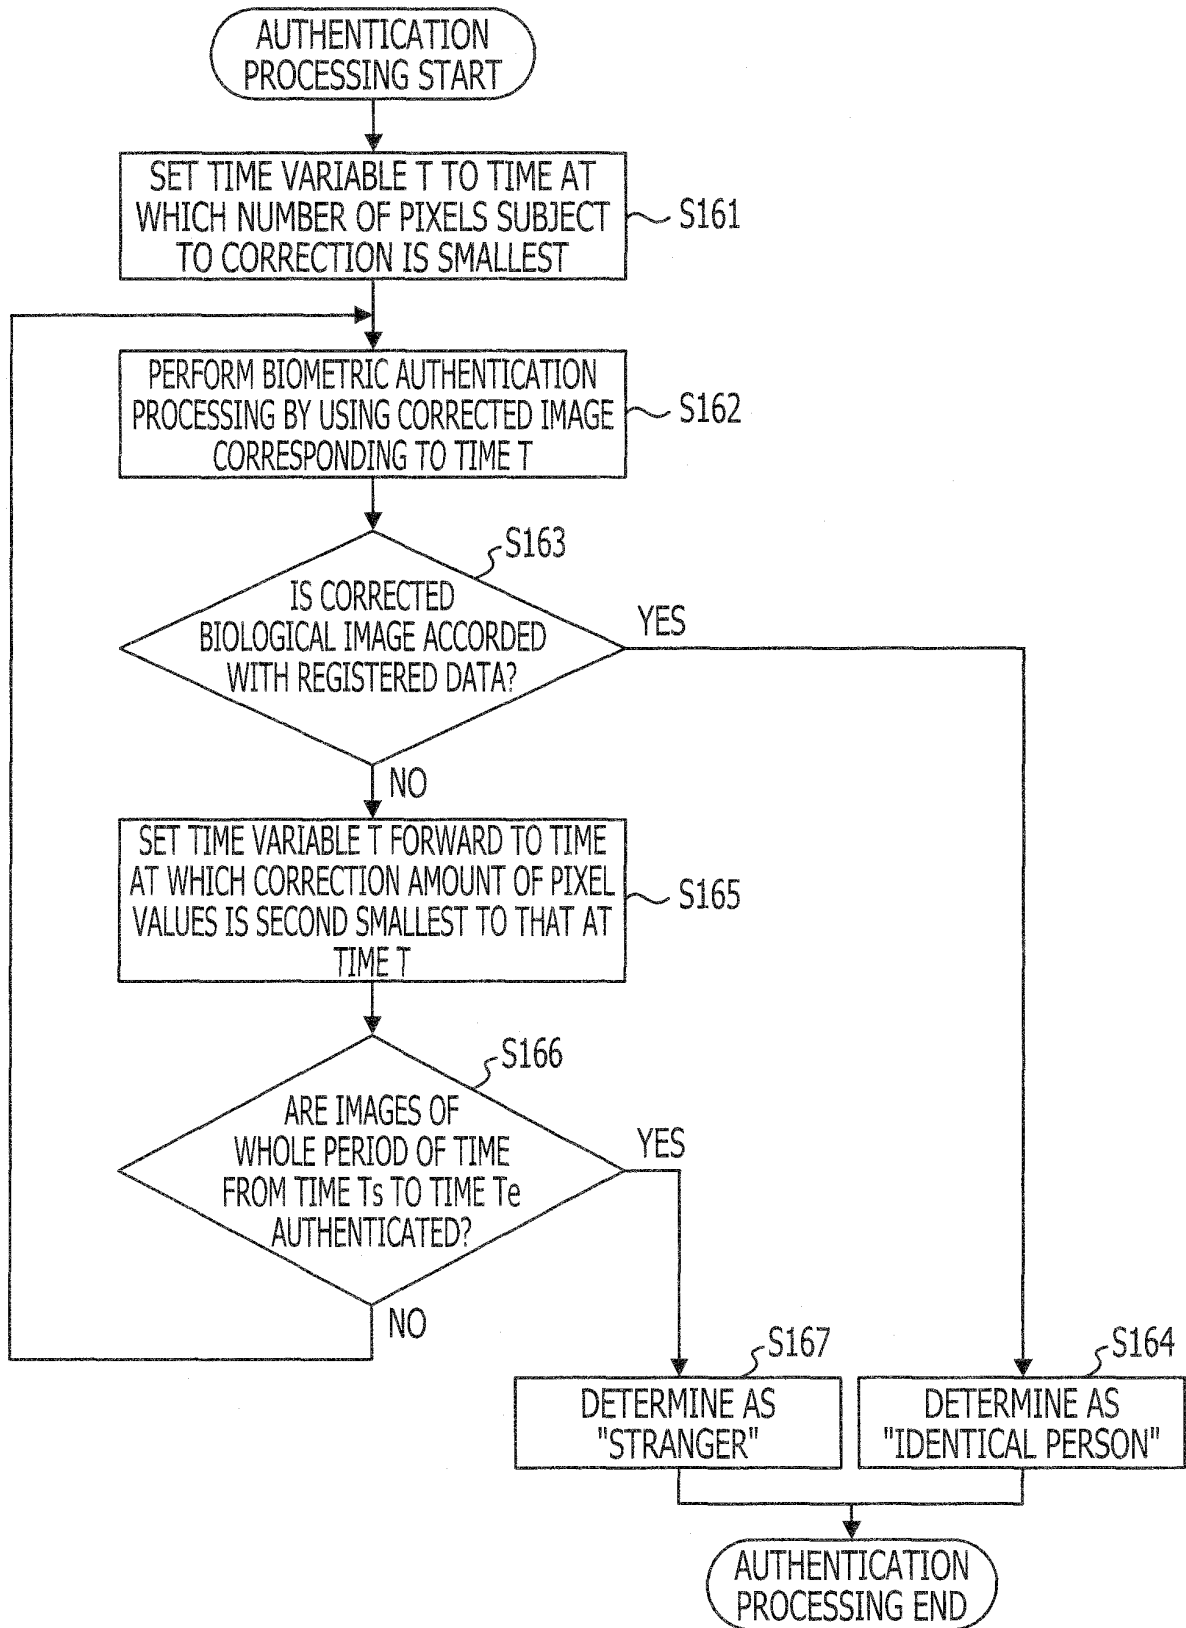 AUTHENTICATION
PROCESSING START
SET TIME VARIABLE T TO TIME AT
WHICH NUMBER OF PIXELS SUBJECT
TO CORRECTION IS SMALLEST
S161
PERFORM BIOMETRIC AUTHENTICATION
PROCESSING BY USING CORRECTED IMAGE
CORRESPONDING TO TIME T
S162
S163
IS CORRECTED
BIOLOGICAL IMAGE ACCORDED
WITH REGISTERED DATA?
YES
NO
SET TIME VARIABLE T FORWARD TO TIME
AT WHICH CORRECTION AMOUNT OF PIXEL
VALUES IS SECOND SMALLEST TO THAT AT
TIME T
S165
S166
ARE IMAGES OF
WHOLE PERIOD OF TIME
FROM TIME Ts TO TIME Te
AUTHENTICATED?
YES
NO
S167
DETERMINE AS
"STRANGER"
S164
DETERMINE AS
"IDENTICAL PERSON"
AUTHENTICATION
PROCESSING END